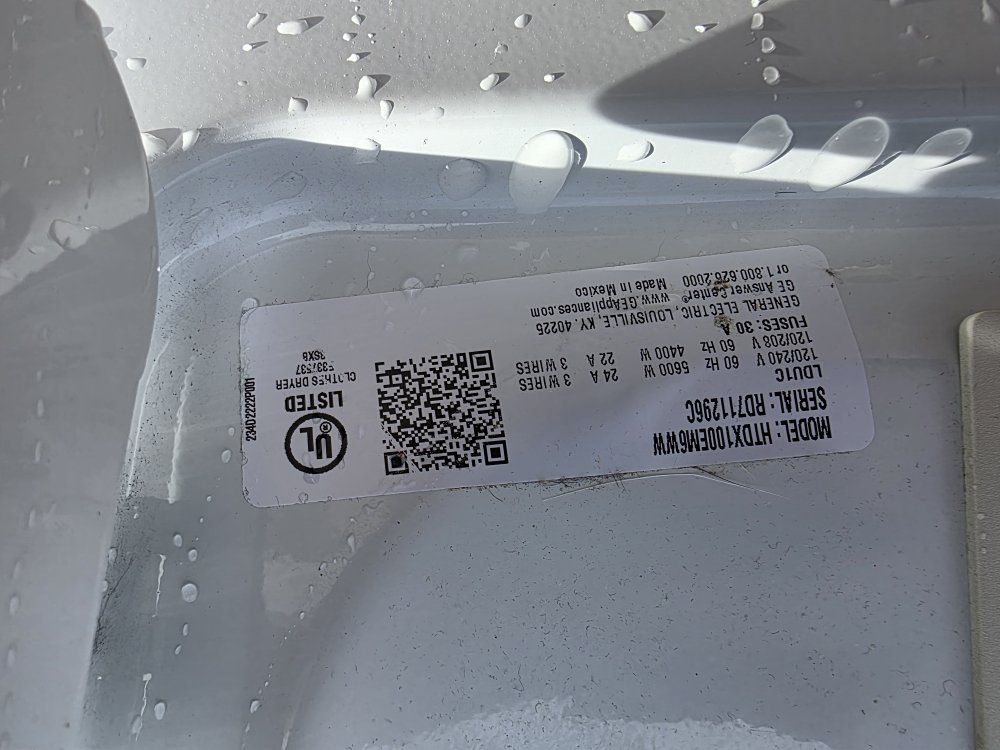 MODEL: HTDX100EM6WW
SERIAL: RD711296C
LDU1C
120/240 V 60 Hz 5600 W 24 A 3 WIRES
120/208 V 60 Hz 4400 W 22 A 3 WIRES
FUSES: 30 A
GENERAL ELECTRIC, LOUISVILLE, KY. 40225
GE Answer Center® www.GEAppliances.com
or 1.800.626.2000 Made in Mexico
UL®
LISTED
CLOTHES DRYER
3SX8
234D2222P001